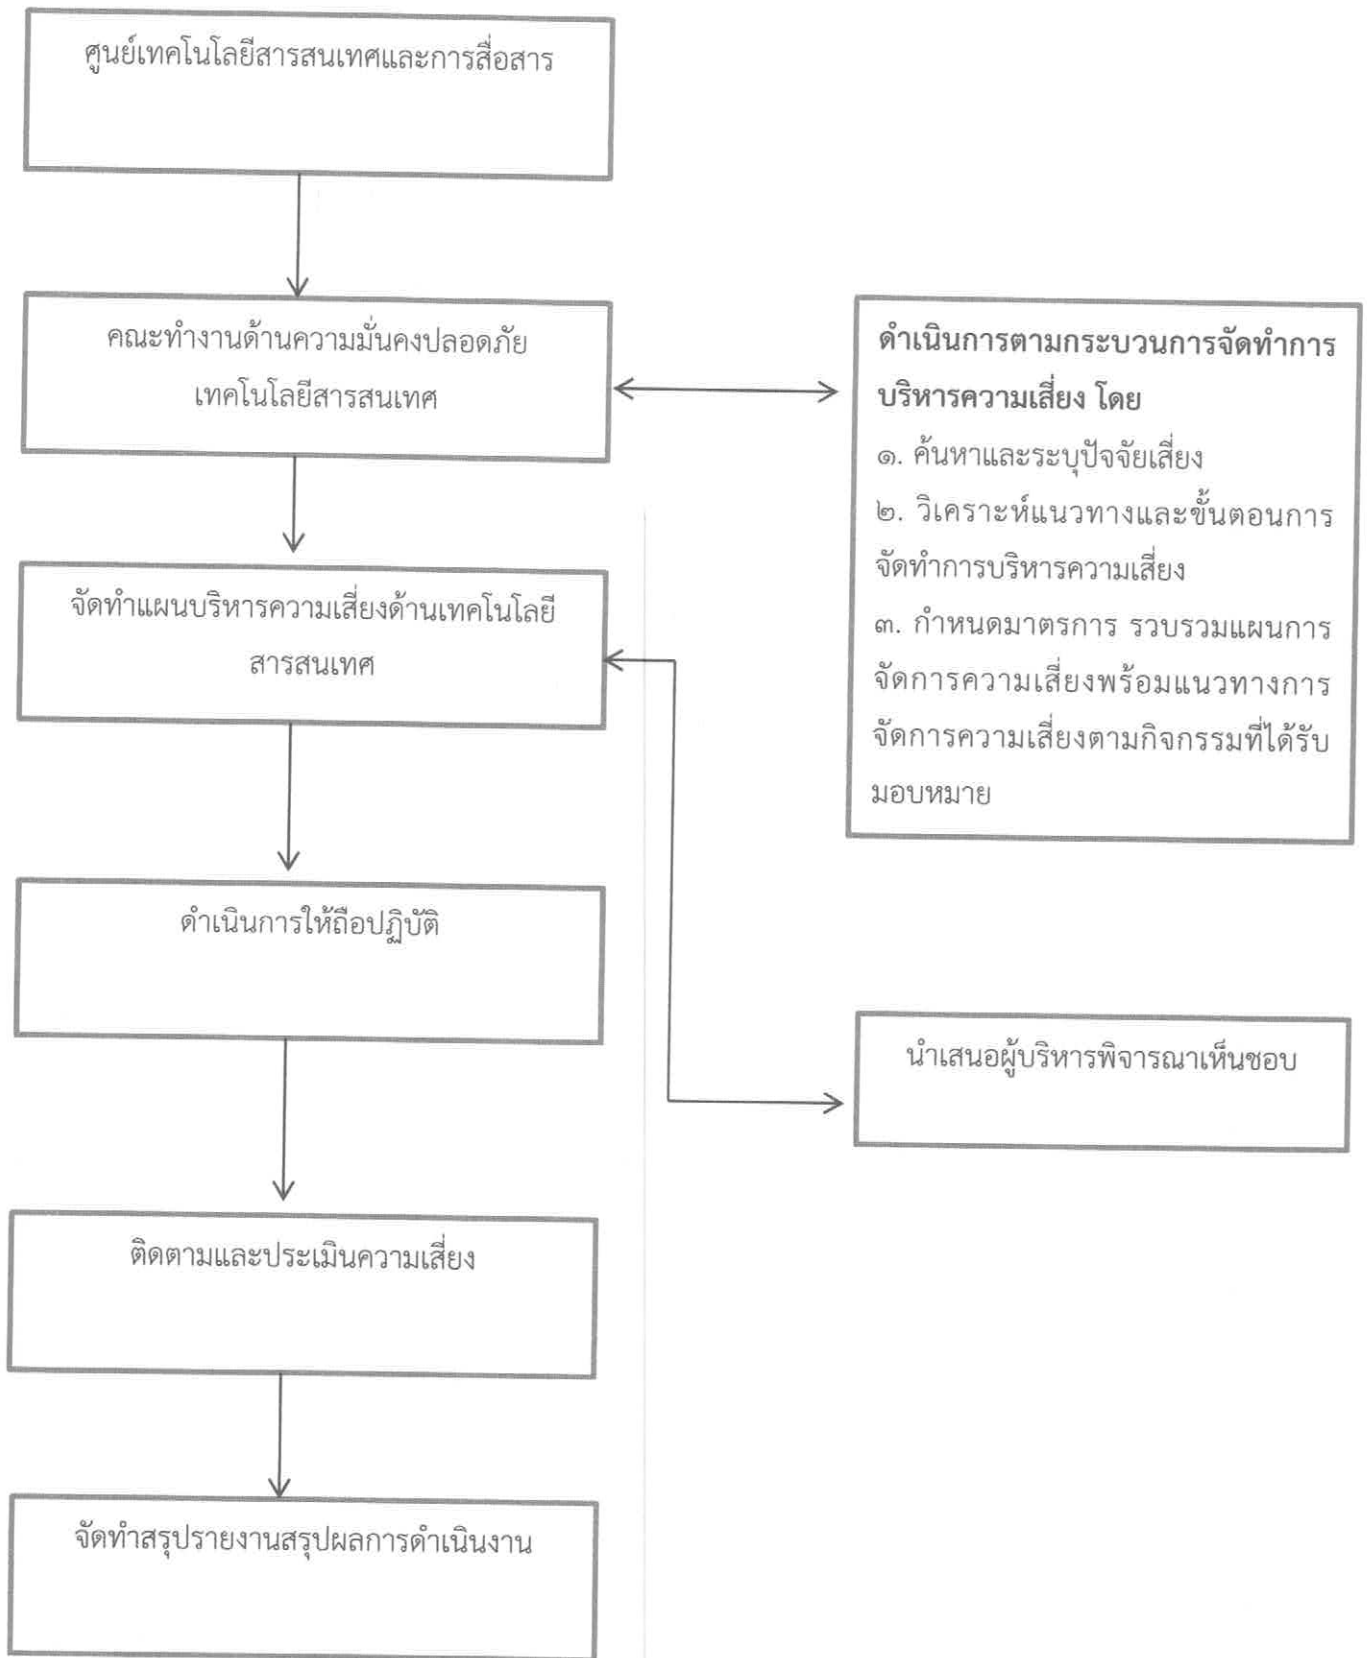 ศูนย์เทคโนโลยีสารสนเทศและการสื่อสาร
คณะทำงานด้านความมั่นคงปลอดภัย
เทคโนโลยีสารสนเทศ
ดำเนินการตามกระบวนการจัดทำการ
บริหารความเสี่ยง โดย
๑. ค้นหาและระบุปัจจัยเสี่ยง
๒. วิเคราะห์แนวทางและขั้นตอนการ
จัดทำการบริหารความเสี่ยง
๓. กำหนดมาตรการ รวบรวมแผนการ
จัดการความเสี่ยงพร้อมแนวทางการ
จัดการความเสี่ยงตามกิจกรรมที่ได้รับ
มอบหมาย
จัดทำแผนบริหารความเสี่ยงด้านเทคโนโลยี
สารสนเทศ
นำเสนอผู้บริหารพิจารณาเห็นชอบ
ดำเนินการให้ถือปฏิบัติ
ติดตามและประเมินความเสี่ยง
จัดทำสรุปรายงานสรุปผลการดำเนินงาน